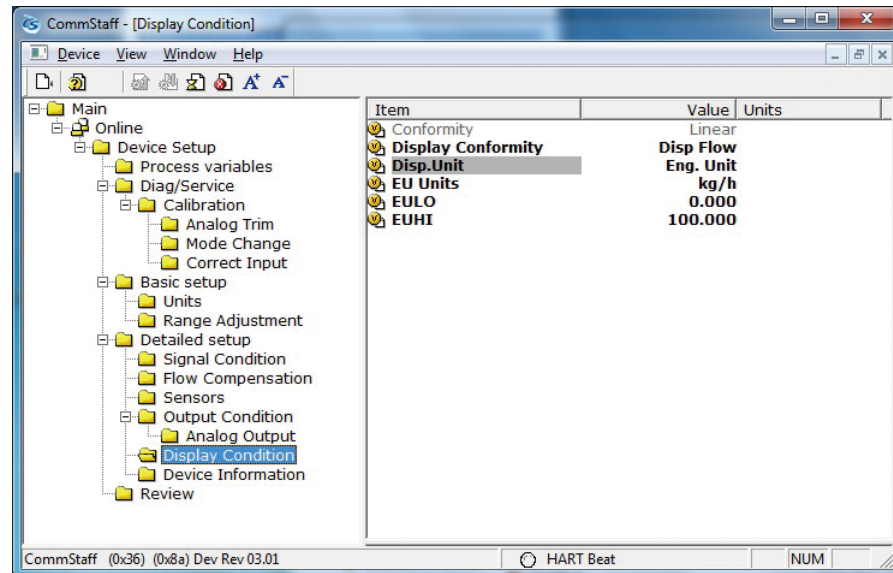 CommStaff - [Display Condition]
Device View Window Help
Main
Online
Device Setup
Process variables
Diag/Service
Calibration
Analog Trim
Mode Change
Correct Input
Basic setup
Units
Range Adjustment
Detailed setup
Signal Condition
Flow Compensation
Sensors
Output Condition
Analog Output
Display Condition
Device Information
Review
Item Value Units
Conformity Linear
Display Conformity Disp Flow
Disp.Unit Eng. Unit
EU Units kg/h
EULO 0.000
EUHI 100.000
CommStaff (0x36) (0x8a) Dev Rev 03.01 HART Beat NUM